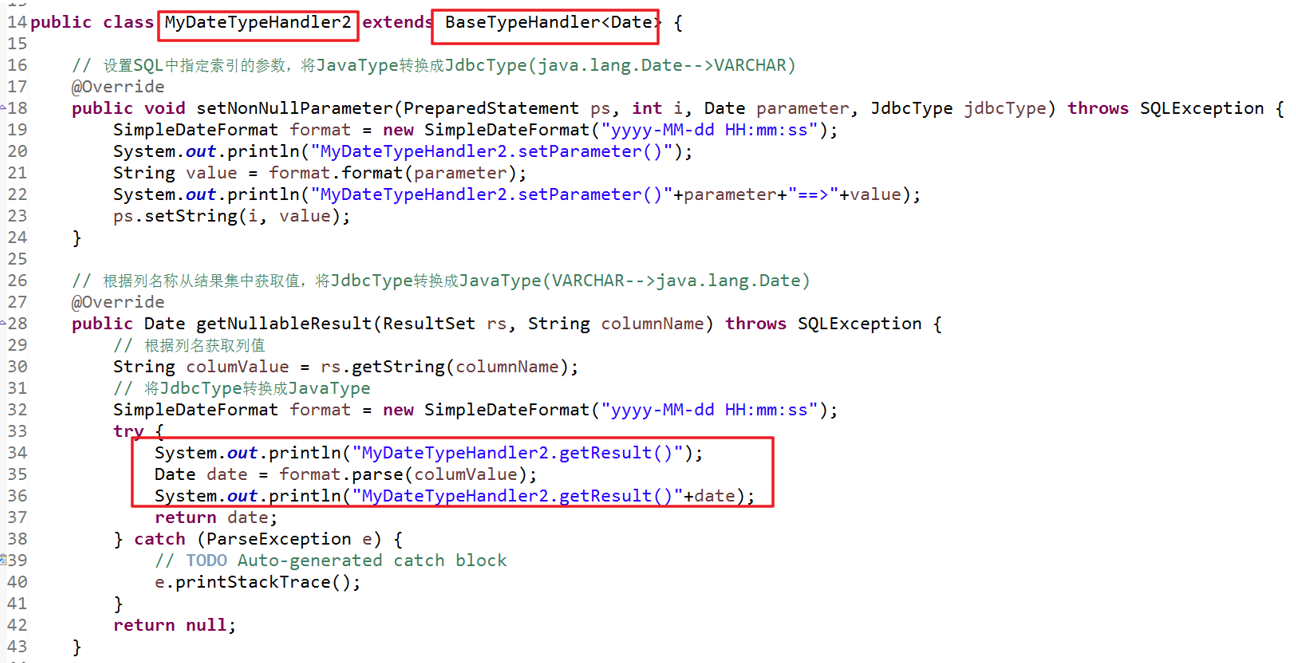 14 public class MyDateTypeHandler2 extends BaseTypeHandler<Date> {
15
16     // 设置SQL中指定索引的参数，将JavaType转换成JdbcType(java.lang.Date-->VARCHAR)
17     @Override
18     public void setNonNullParameter(PreparedStatement ps, int i, Date parameter, JdbcType jdbcType) throws SQLException {
19         SimpleDateFormat format = new SimpleDateFormat("yyyy-MM-dd HH:mm:ss");
20         System.out.println("MyDateTypeHandler2.setParameter()");
21         String value = format.format(parameter);
22         System.out.println("MyDateTypeHandler2.setParameter()"+parameter+"==>"+value);
23         ps.setString(i, value);
24     }
25
26     // 根据列名称从结果集中获取值，将JdbcType转换成JavaType(VARCHAR-->java.lang.Date)
27     @Override
28     public Date getNullableResult(ResultSet rs, String columnName) throws SQLException {
29         // 根据列名获取列值
30         String columValue = rs.getString(columnName);
31         // 将JdbcType转换成JavaType
32         SimpleDateFormat format = new SimpleDateFormat("yyyy-MM-dd HH:mm:ss");
33         try {
34             System.out.println("MyDateTypeHandler2.getResult()");
35             Date date = format.parse(columValue);
36             System.out.println("MyDateTypeHandler2.getResult()"+date);
37             return date;
38         } catch (ParseException e) {
39             // TODO Auto-generated catch block
40             e.printStackTrace();
41         }
42         return null;
43     }